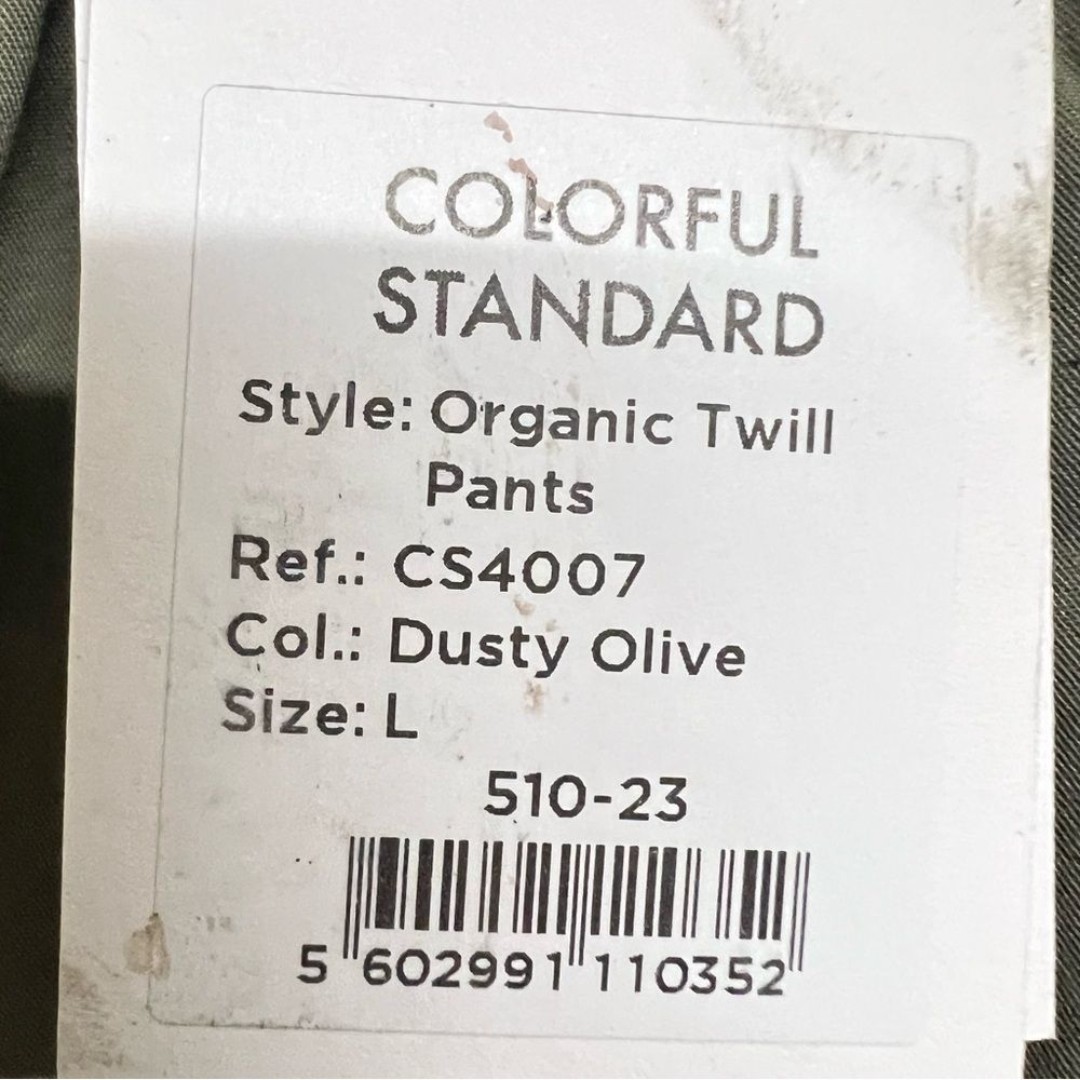 COLORFUL
STANDARD
Style: Organic Twill
Pants
Ref.: CS4007
Col.: Dusty Olive
Size: L
510-23
5 602991 110352